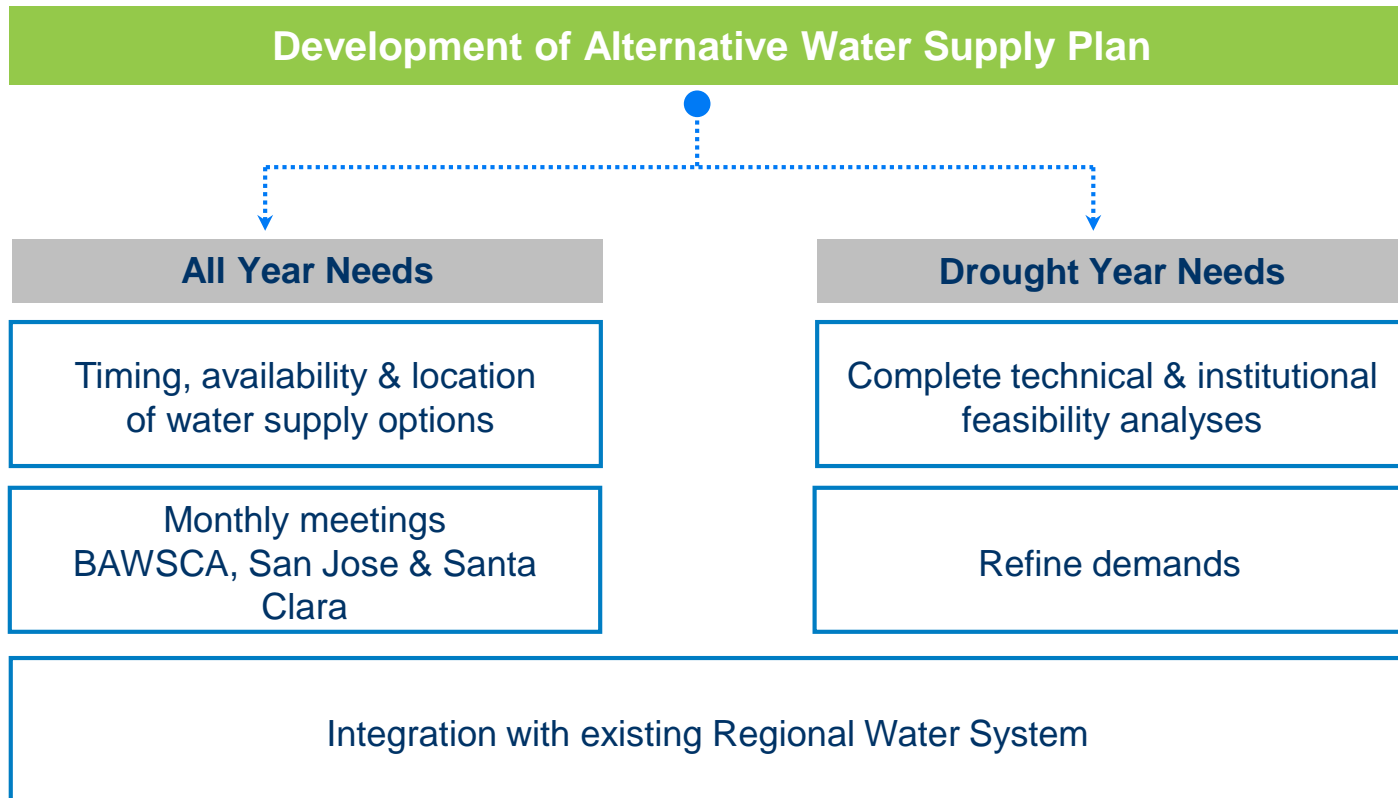 Development of Alternative Water Supply Plan
All Year Needs
Timing, availability & location
of water supply options
Monthly meetings
BAWSCA, San Jose & Santa
Clara
Drought Year Needs
Complete technical & institutional
feasibility analyses
Refine demands
Integration with existing Regional Water System